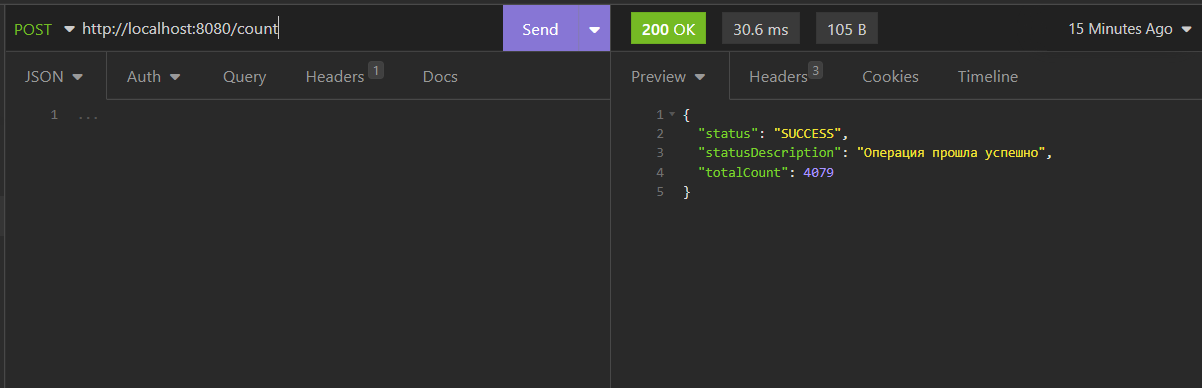 POST http://localhost:8080/count Send 200 OK 30.6 ms 105 B 15 Minutes Ago
JSON Auth Query Headers 1 Docs Preview Headers 3 Cookies Timeline
1 ...
1 {
2 "status": "SUCCESS",
3 "statusDescription": "Операция прошла успешно",
4 "totalCount": 4079
5 }